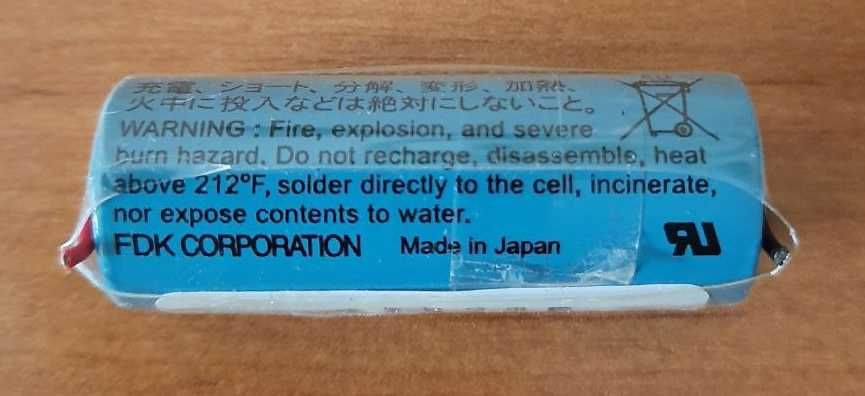 充電、ショート、分解、変形、加熱、
火中に投入などは絶対にしないこと。
WARNING : Fire, explosion, and severe
burn hazard. Do not recharge, disassemble, heat
above 212°F, solder directly to the cell, incinerate,
nor expose contents to water.
FDK CORPORATION Made in Japan